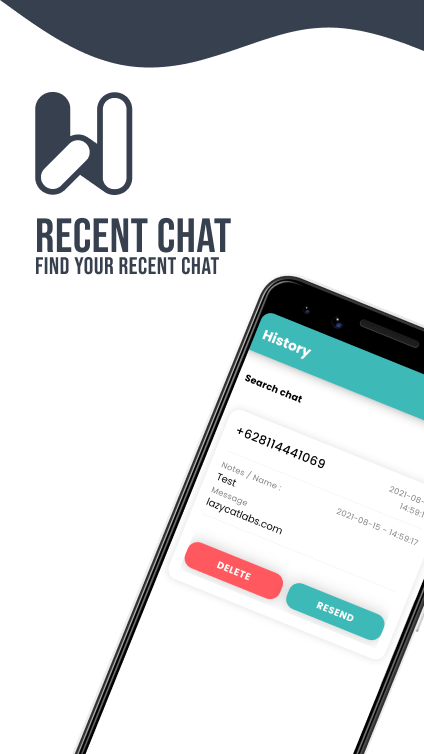 RECENT CHAT
FIND YOUR RECENT CHAT
History
Search chat
+628114441069
2021-08-
14:59:1
Notes / Name :
Test
2021-08-15 - 14:59:17
Message
lazycatlabs.com
DELETE
RESEND